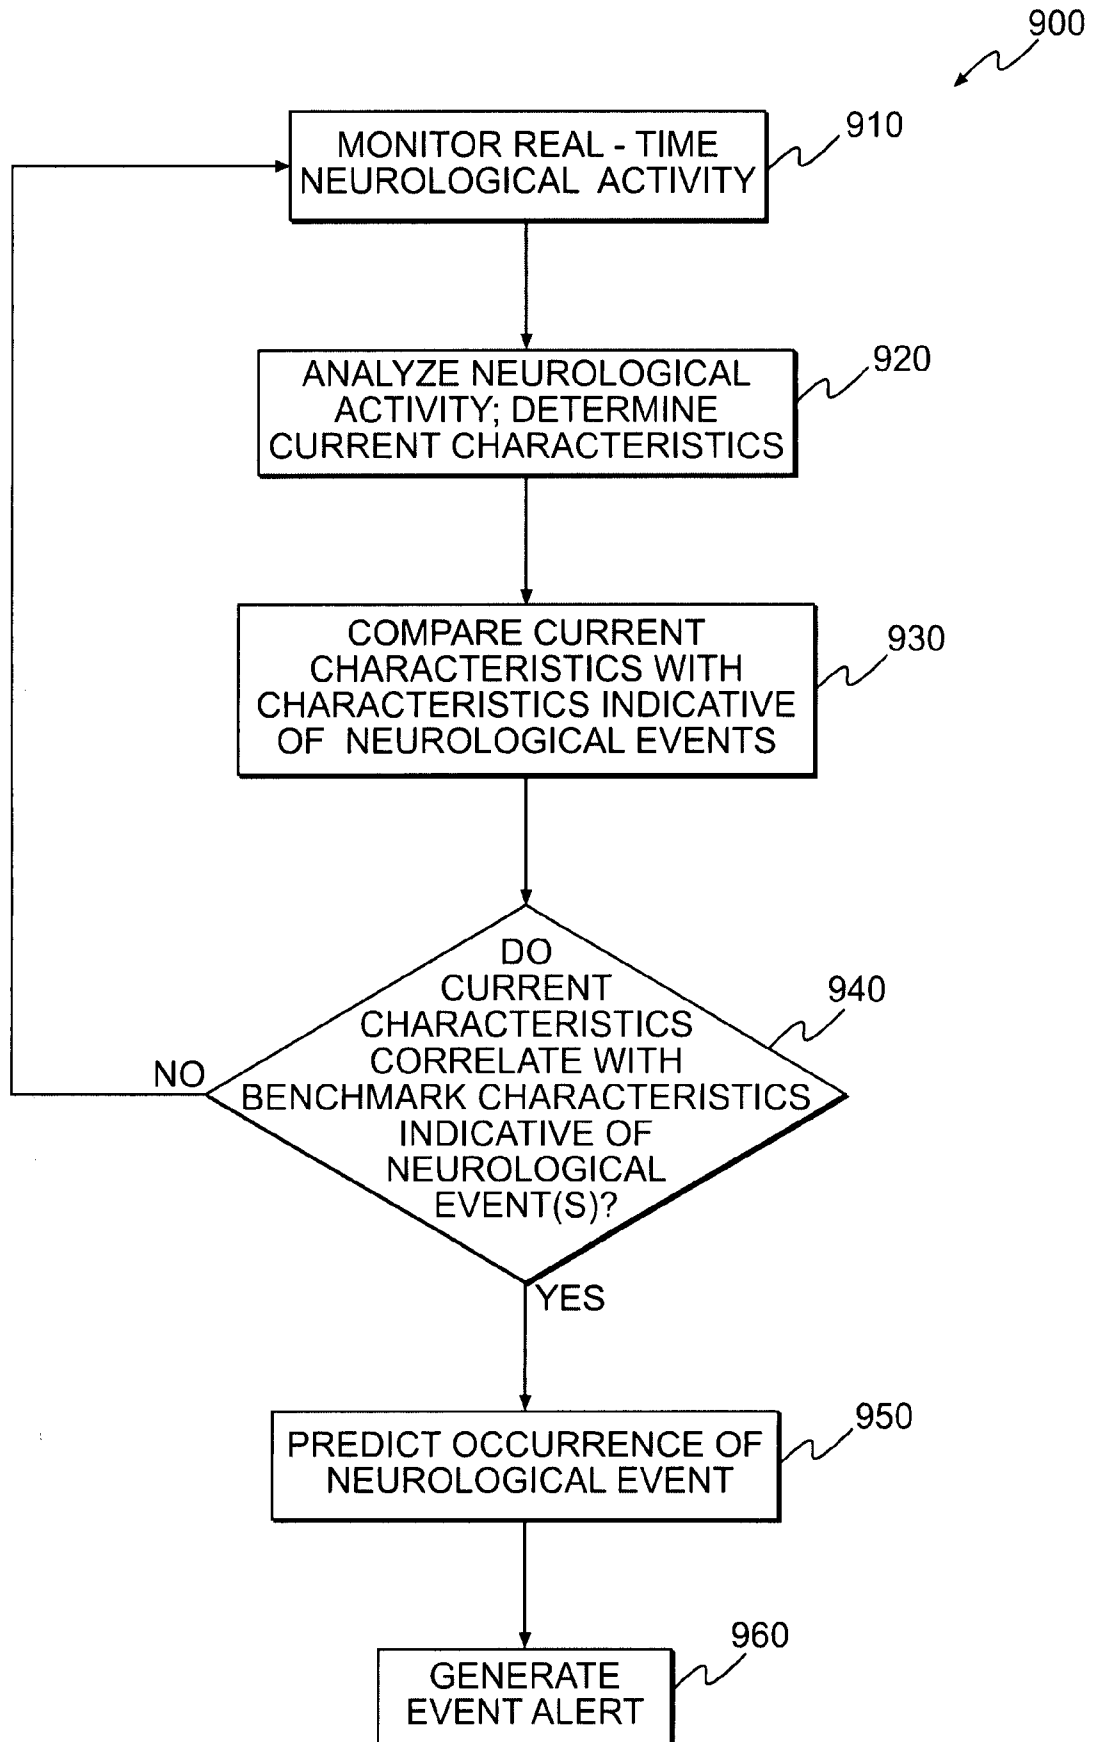 900
MONITOR REAL - TIME
NEUROLOGICAL ACTIVITY
910
ANALYZE NEUROLOGICAL
ACTIVITY; DETERMINE
CURRENT CHARACTERISTICS
920
COMPARE CURRENT
CHARACTERISTICS WITH
CHARACTERISTICS INDICATIVE
OF NEUROLOGICAL EVENTS
930
DO
CURRENT
CHARACTERISTICS
CORRELATE WITH
BENCHMARK CHARACTERISTICS
INDICATIVE OF
NEUROLOGICAL
EVENT(S)?
940
NO
YES
PREDICT OCCURRENCE OF
NEUROLOGICAL EVENT
950
GENERATE
EVENT ALERT
960